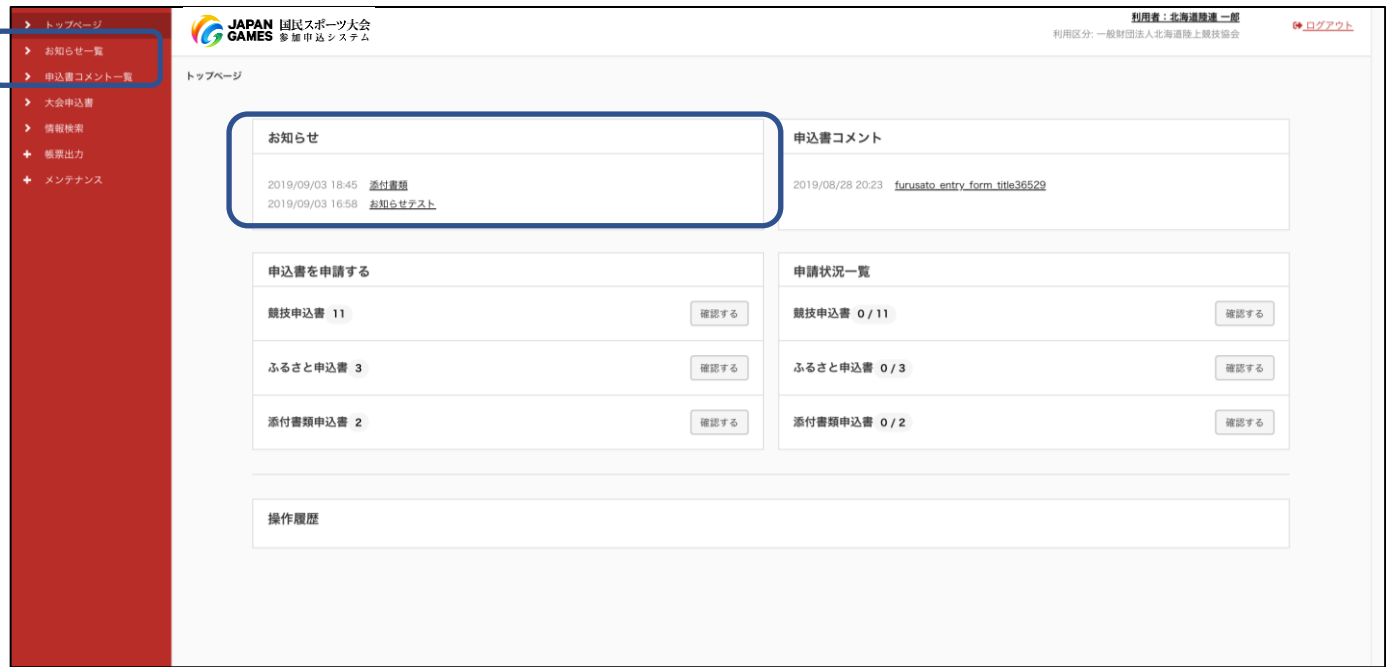 トップページ
お知らせ一覧
申込書コメント一覧
大会申込書
情報検索
帳票出力
メンテナンス
JAPAN GAMES 国民スポーツ大会 参加申込システム
利用者：北海道陸連 一郎
利用区分: 一般財団法人北海道陸上競技協会
ログアウト
トップページ
お知らせ
2019/09/03 18:45 添付書類
2019/09/03 16:58 お知らせテスト
申込書コメント
2019/08/28 20:23 furusato_entry_form_title36529
申込書を申請する
競技申込書 11 確認する
ふるさと申込書 3 確認する
添付書類申込書 2 確認する
申請状況一覧
競技申込書 0 / 11 確認する
ふるさと申込書 0 / 3 確認する
添付書類申込書 0 / 2 確認する
操作履歴